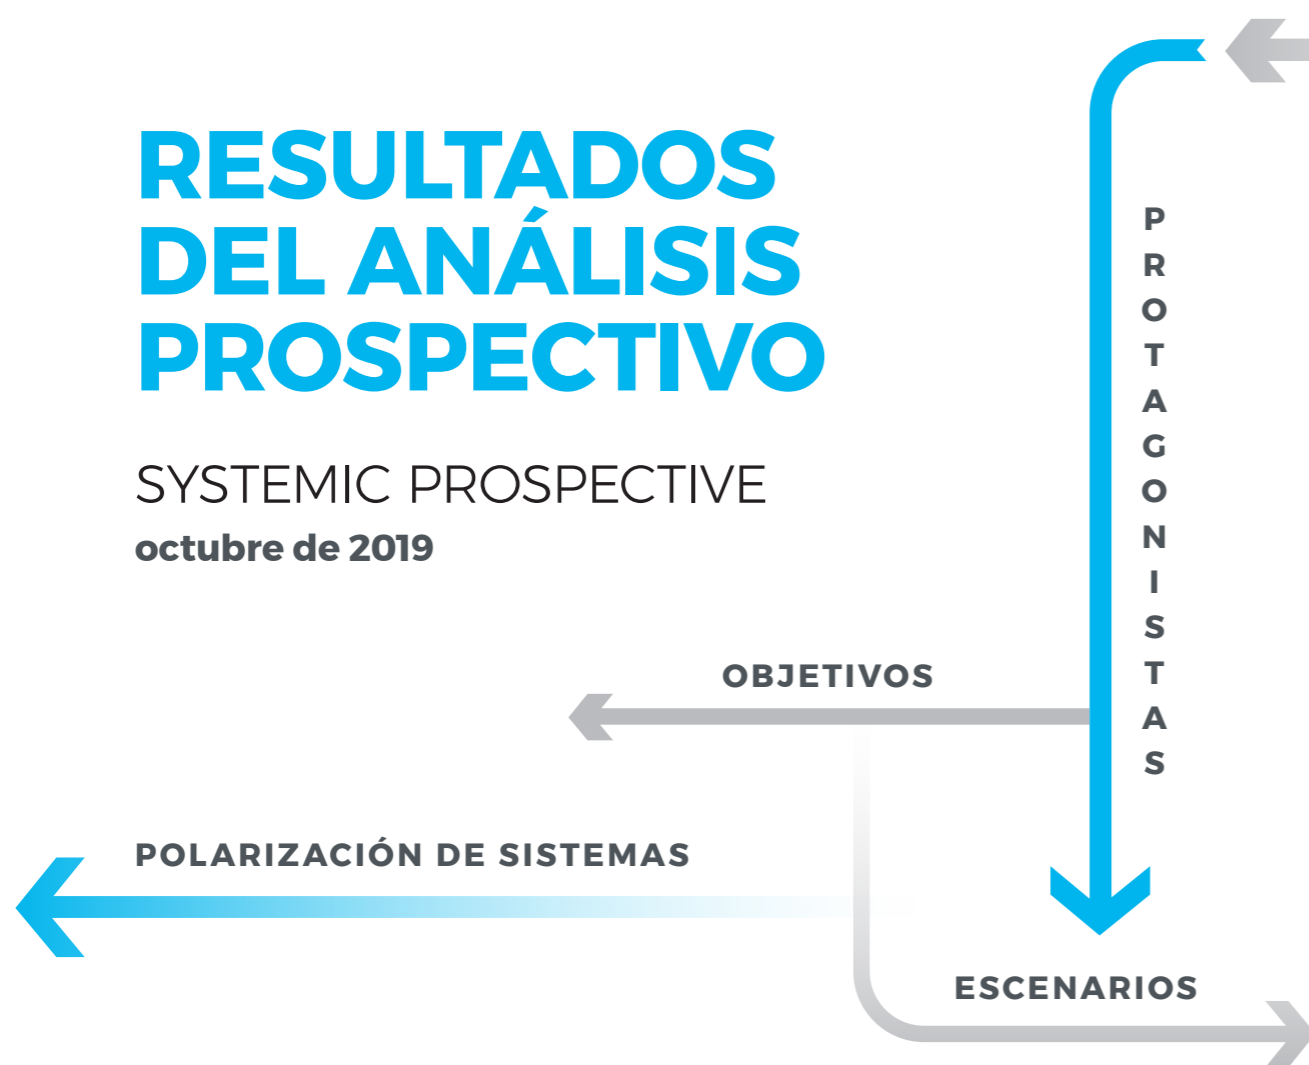 RESULTADOS
DEL ANÁLISIS
PROSPECTIVO
SYSTEMIC PROSPECTIVE
octubre de 2019
PROTAGONISTAS
OBJETIVOS
POLARIZACIÓN DE SISTEMAS
ESCENARIOS